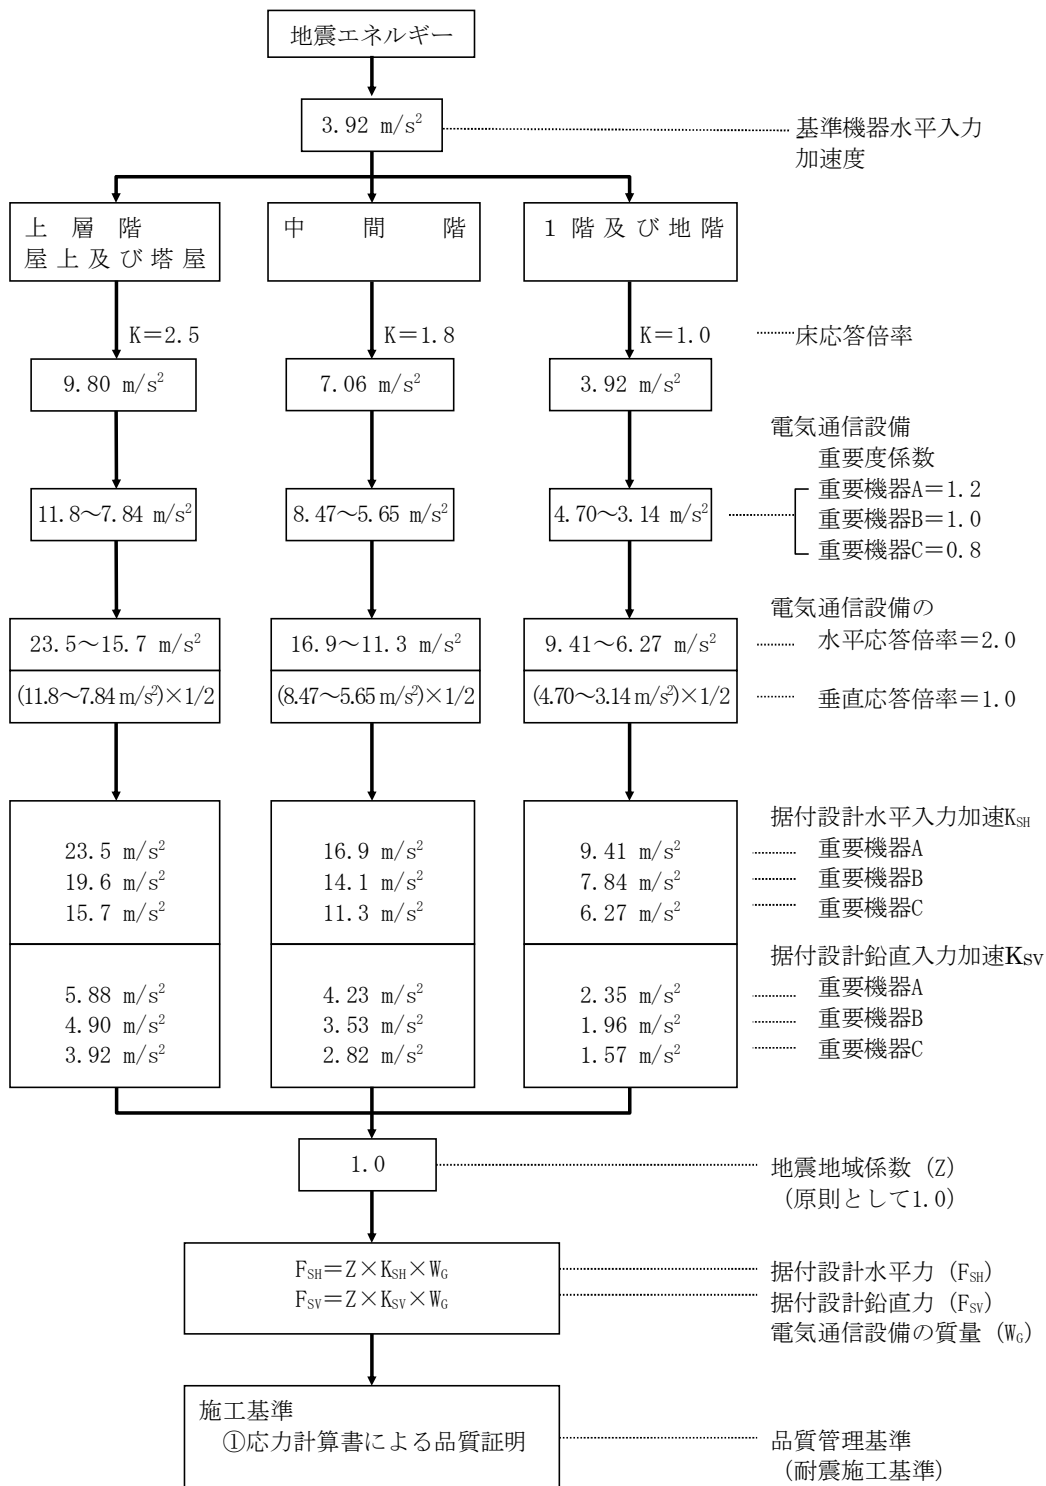 地震エネルギー
3.92 m/s²
基準機器水平入力
加速度
上層階
屋上及び塔屋
中間階
1階及び地階
K＝2.5
K＝1.8
K＝1.0
床応答倍率
9.80 m/s²
7.06 m/s²
3.92 m/s²
電気通信設備
重要度係数
重要機器A＝1.2
重要機器B＝1.0
重要機器C＝0.8
11.8～7.84 m/s²
8.47～5.65 m/s²
4.70～3.14 m/s²
電気通信設備の
23.5～15.7 m/s²
16.9～11.3 m/s²
9.41～6.27 m/s²
水平応答倍率＝2.0
(11.8～7.84 m/s²)×1/2
(8.47～5.65 m/s²)×1/2
(4.70～3.14 m/s²)×1/2
垂直応答倍率＝1.0
据付設計水平入力加速K_SH
23.5 m/s²
16.9 m/s²
9.41 m/s²
重要機器A
19.6 m/s²
14.1 m/s²
7.84 m/s²
重要機器B
15.7 m/s²
11.3 m/s²
6.27 m/s²
重要機器C
据付設計鉛直入力加速K_SV
5.88 m/s²
4.23 m/s²
2.35 m/s²
重要機器A
4.90 m/s²
3.53 m/s²
1.96 m/s²
重要機器B
3.92 m/s²
2.82 m/s²
1.57 m/s²
重要機器C
1.0
地震地域係数（Z）
（原則として1.0）
F_SH＝Z×K_SH×W_G
F_SV＝Z×K_SV×W_G
据付設計水平力（F_SH）
据付設計鉛直力（F_SV）
電気通信設備の質量（W_G）
施工基準
①応力計算書による品質証明
品質管理基準
（耐震施工基準）